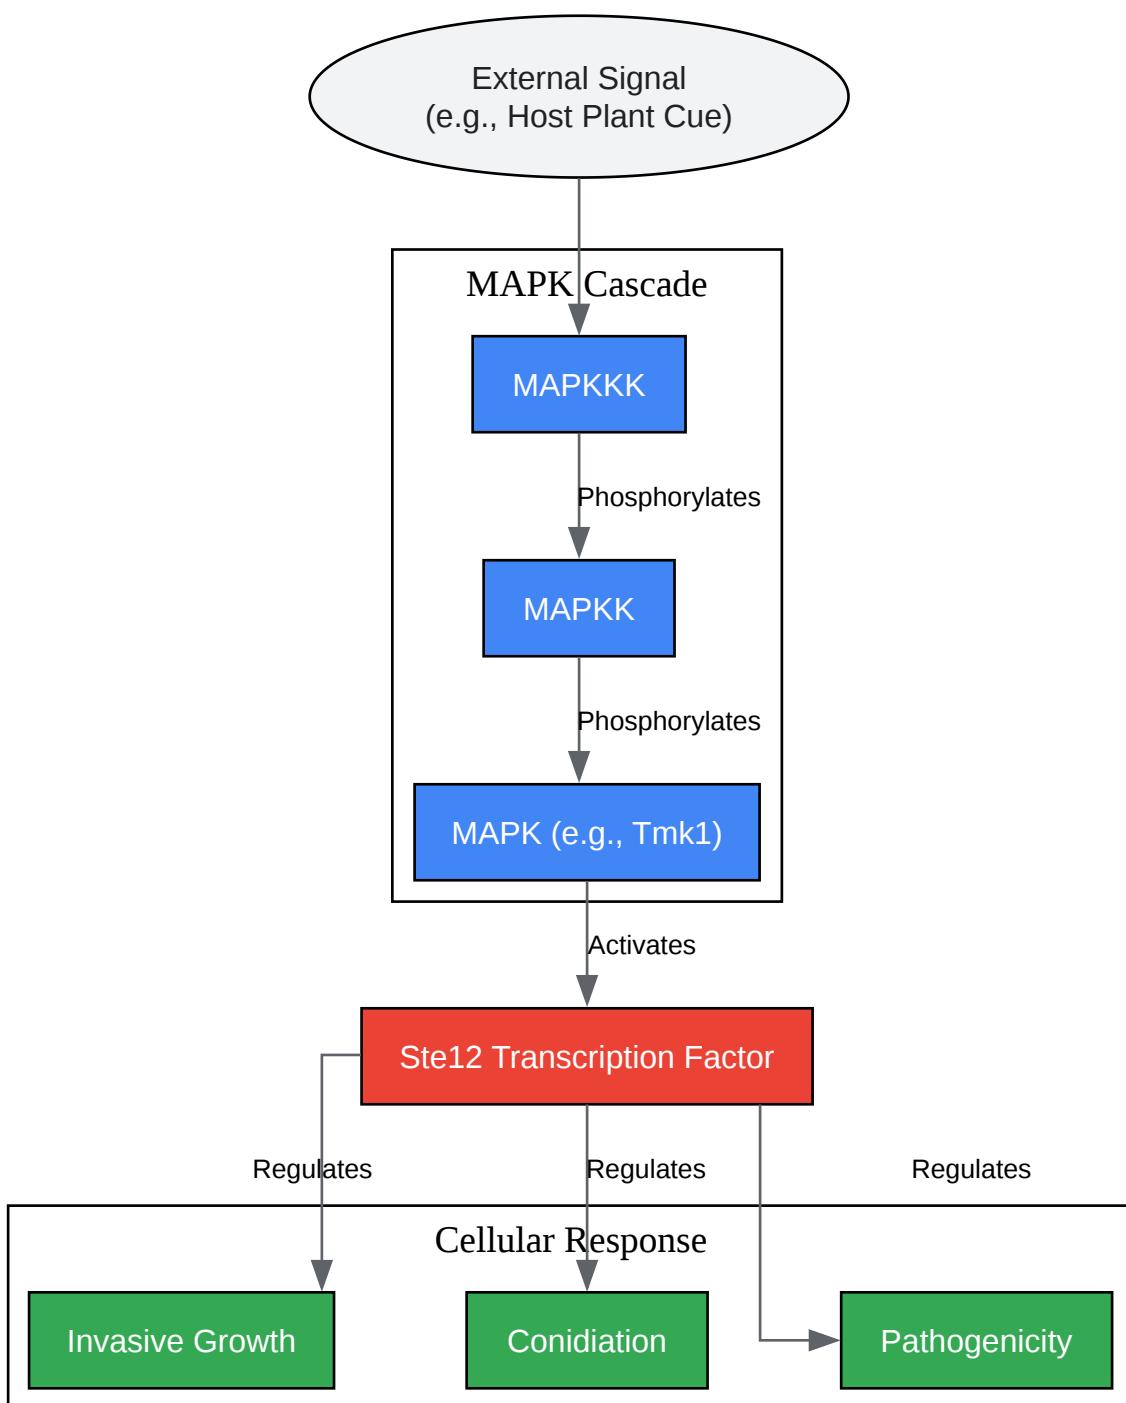 External Signal
(e.g., Host Plant Cue)
MAPK Cascade
MAPKKK
Phosphorylates
MAPKK
Phosphorylates
MAPK (e.g., Tmk1)
Activates
Ste12 Transcription Factor
Regulates
Regulates
Regulates
Cellular Response
Invasive Growth
Conidiation
Pathogenicity